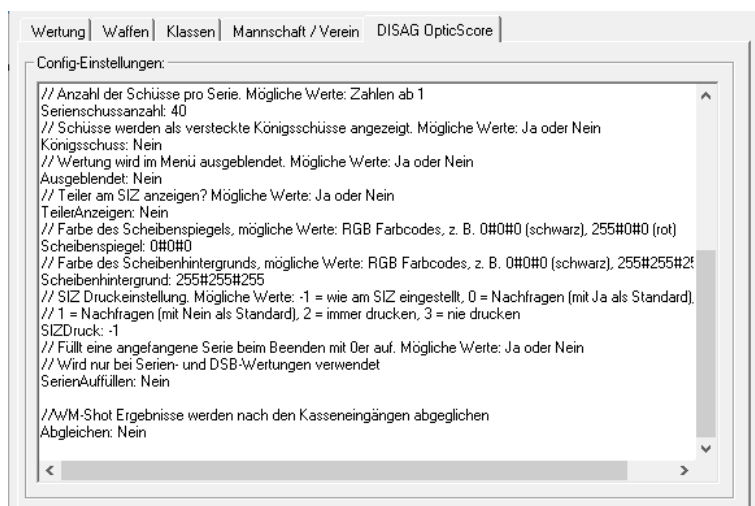 Wertung Waffen Klassen Mannschaft / Verein DISAG OpticScore
Config-Einstellungen:
// Anzahl der Schüsse pro Serie. Mögliche Werte: Zahlen ab 1
Serienschussanzahl: 40
// Schüsse werden als versteckte Königsschüsse angezeigt. Mögliche Werte: Ja oder Nein
Königsschuss: Nein
// Wertung wird im Menü ausgeblendet. Mögliche Werte: Ja oder Nein
Ausgeblendet: Nein
// Teiler am SIZ anzeigen? Mögliche Werte: Ja oder Nein
TeilerAnzeigen: Nein
// Farbe des Scheibenspiegels, mögliche Werte: RGB Farbcodes, z. B. 0#0#0 (schwarz), 255#0#0 (rot)
Scheibenspiegel: 0#0#0
// Farbe des Scheibenhintergrunds, mögliche Werte: RGB Farbcodes, z. B. 0#0#0 (schwarz), 255#255#25
Scheibenhintergrund: 255#255#255
// SIZ Druckeinstellung. Mögliche Werte: -1 = wie am SIZ eingestellt, 0 = Nachfragen (mit Ja als Standard),
// 1 = Nachfragen (mit Nein als Standard), 2 = immer drucken, 3 = nie drucken
SIZDruck: -1
// Füllt eine angefangene Serie beim Beenden mit 0er auf. Mögliche Werte: Ja oder Nein
// Wird nur bei Serien- und DSB-Wertungen verwendet
SerienAuffüllen: Nein
//WM-Shot Ergebnisse werden nach den Kasseneingängen abgeglichen
Abgleichen: Nein